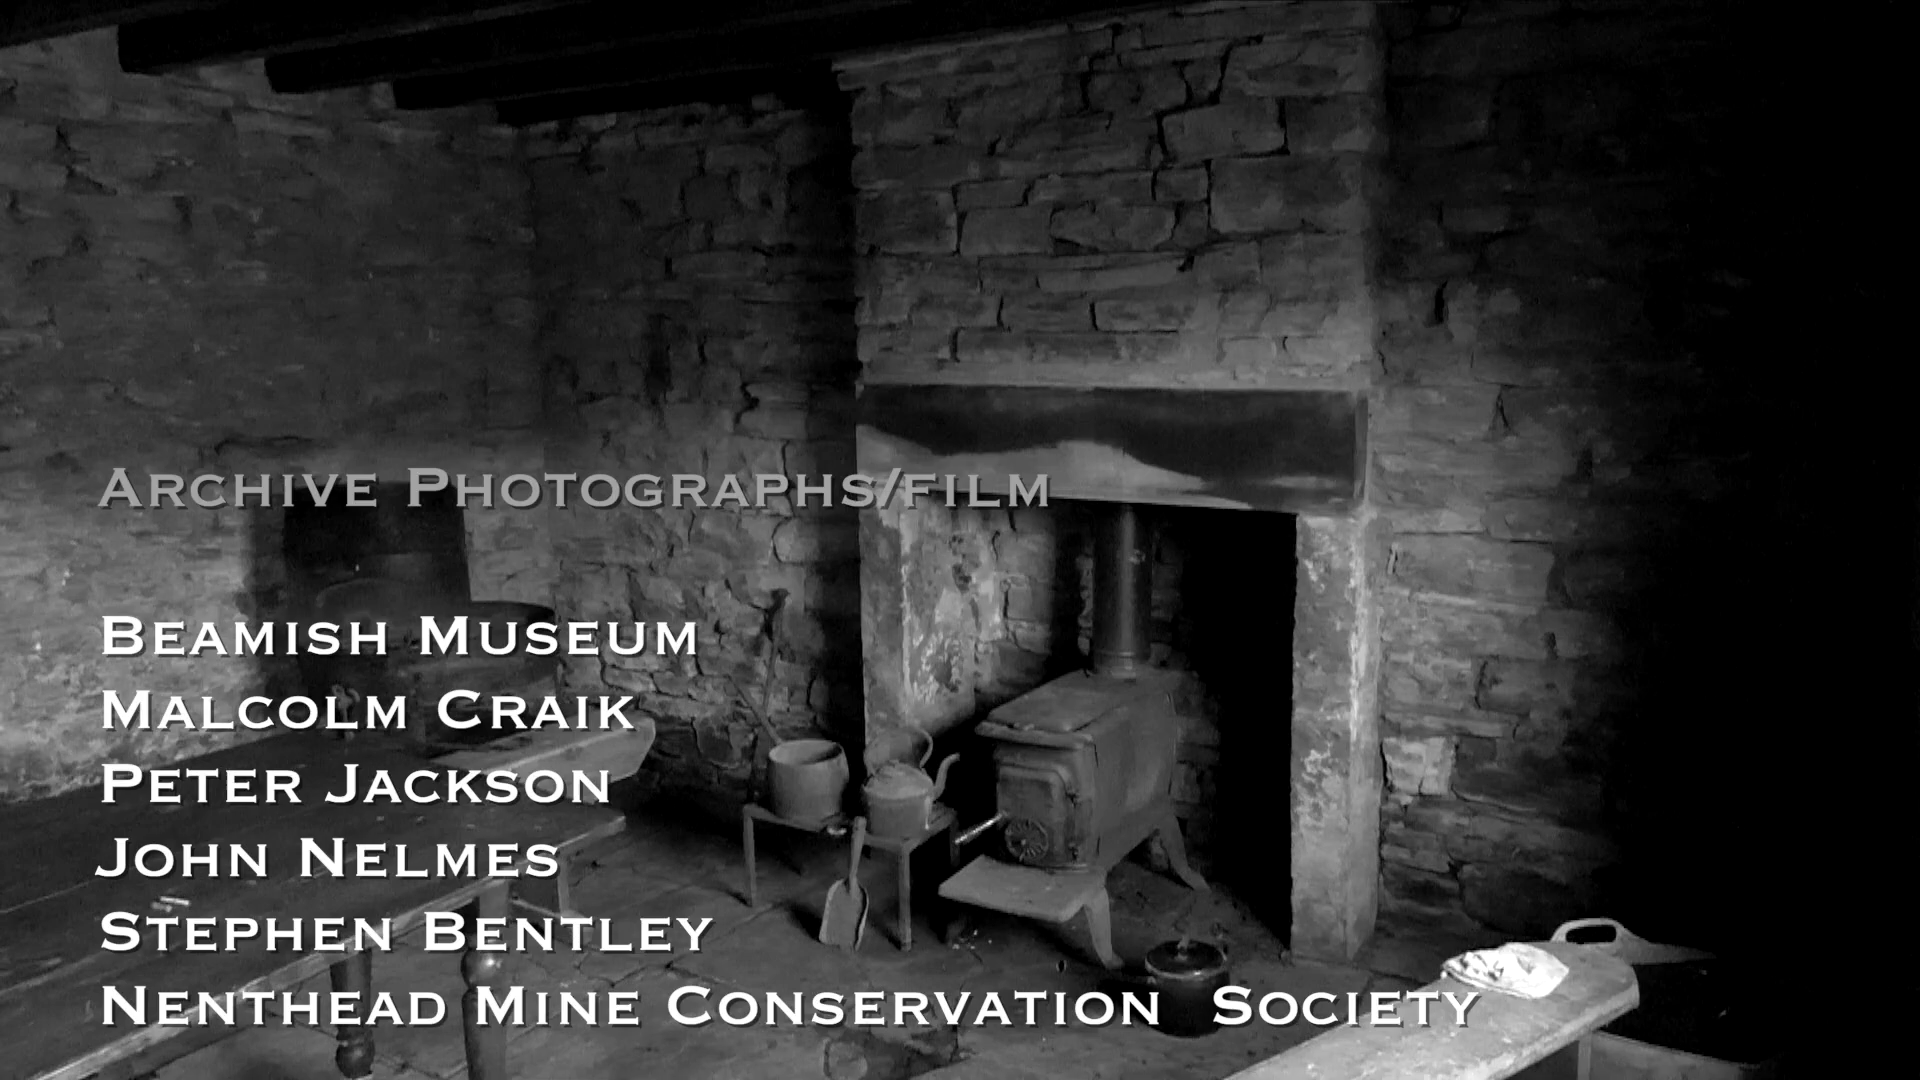 Archive Photographs/film
Beamish Museum
Malcolm Craik
Peter Jackson
John Nelmes
Stephen Bentley
Nenthead Mine Conservation Society